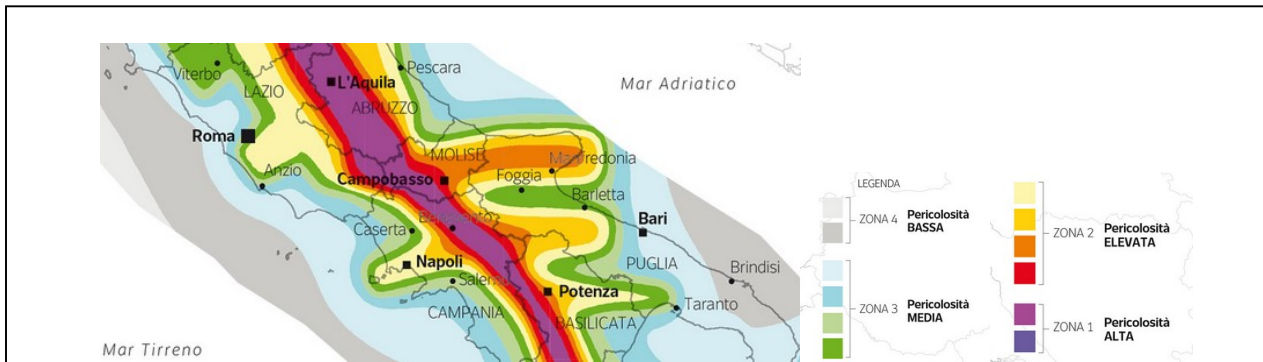 Viterbo
Pescara
L'Aquila
LAZIO
ABRUZZO
Mar Adriatico
Roma
MOLISE
Manfredonia
Anzio
Campobasso
Foggia
Barletta
Benevento
Caserta
Bari
Napoli
PUGLIA
Salerno
Brindisi
Potenza
Taranto
CAMPANIA
BASILICATA
Mar Tirreno
LEGENDA
ZONA 4 Pericolosità
BASSA
ZONA 3 Pericolosità
MEDIA
ZONA 2 Pericolosità
ELEVATA
ZONA 1 Pericolosità
ALTA